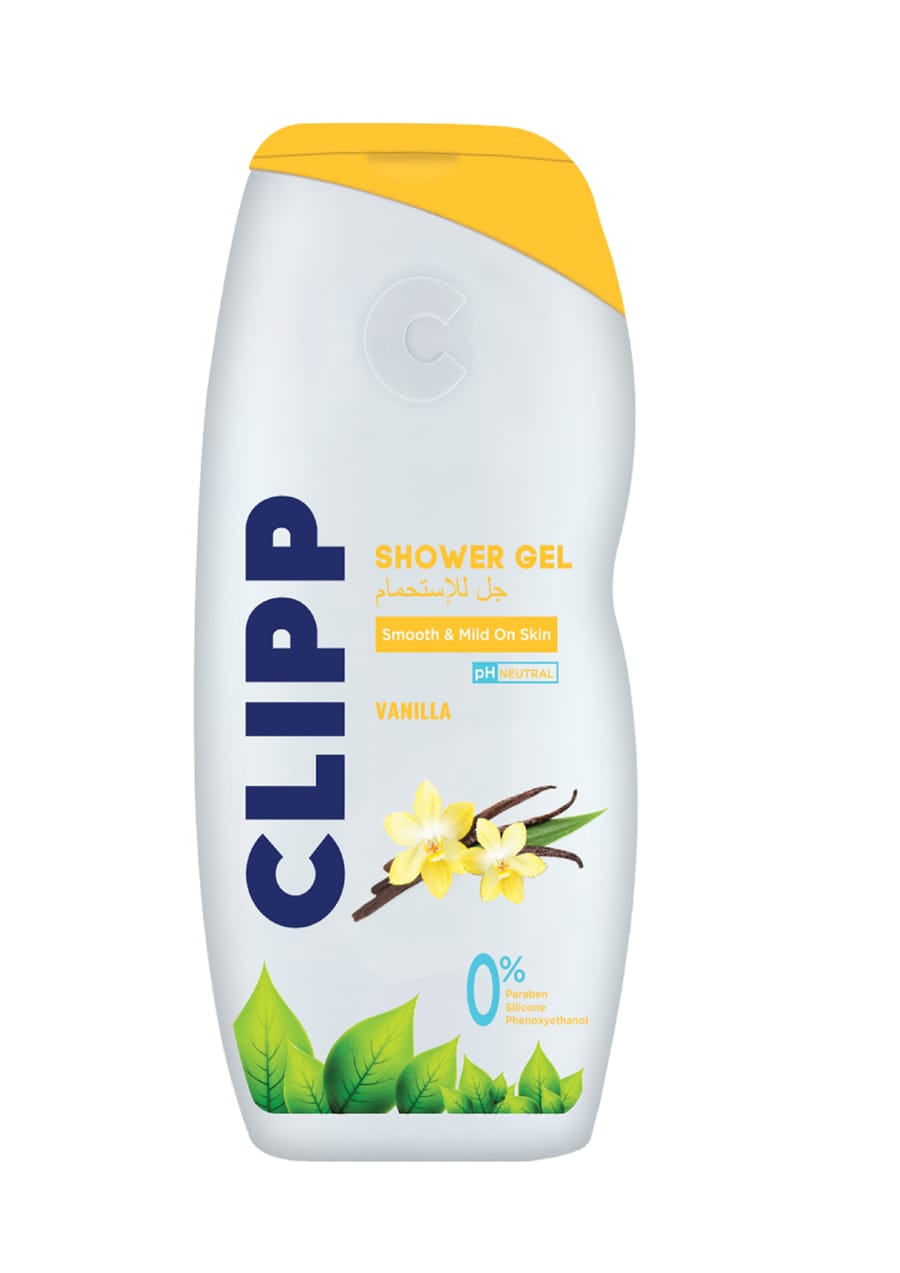 C
CLIPP
SHOWER GEL
جل للإستحمام
Smooth & Mild On Skin
pH NEUTRAL
VANILLA
0%
Paraben
Silicone
Phenoxyethanol